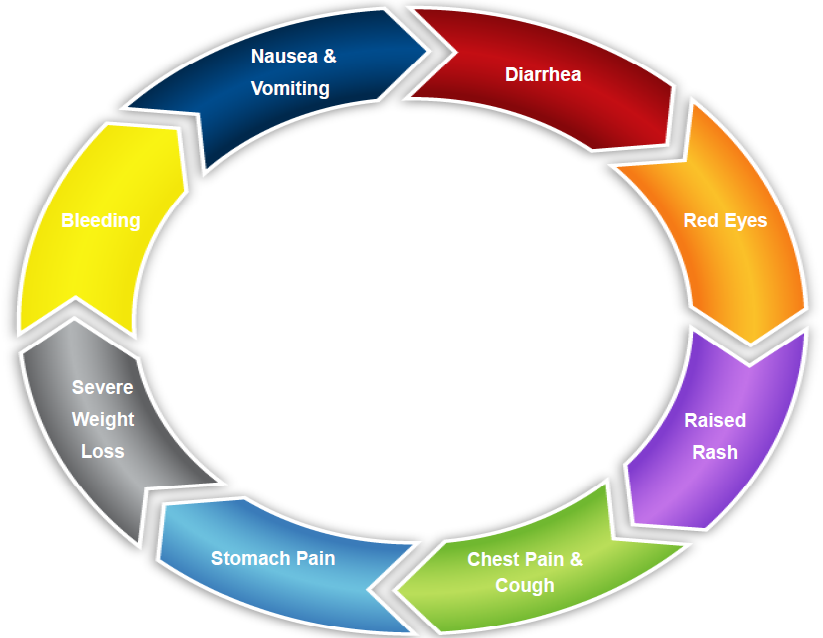 Nausea &
Vomiting
Diarrhea
Red Eyes
Raised
Rash
Chest Pain &
Cough
Stomach Pain
Severe
Weight
Loss
Bleeding